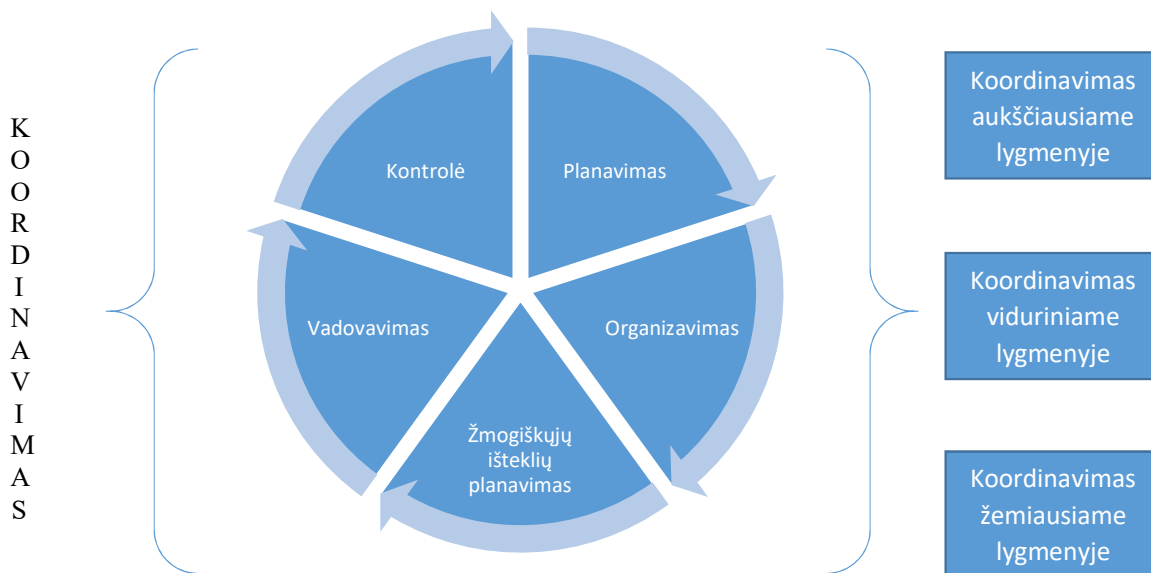 K
O
O
R
D
I
N
A
V
I
M
A
S
Kontrolė
Planavimas
Vadovavimas
Organizavimas
Žmogiškųjų
išteklių
planavimas
Koordinavimas
aukščiausiame
lygmenyje
Koordinavimas
viduriniame
lygmenyje
Koordinavimas
žemiausiame
lygmenyje